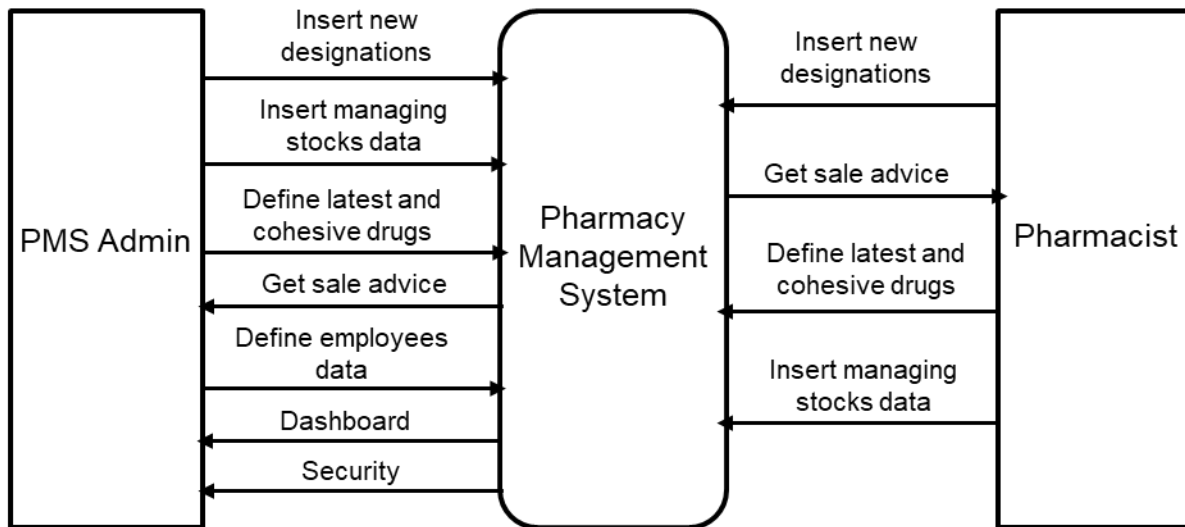 PMS Admin
Insert new
designations
Insert managing
stocks data
Define latest and
cohesive drugs
Get sale advice
Define employees
data
Dashboard
Security
Pharmacy
Management
System
Insert new
designations
Get sale advice
Define latest and
cohesive drugs
Insert managing
stocks data
Pharmacist